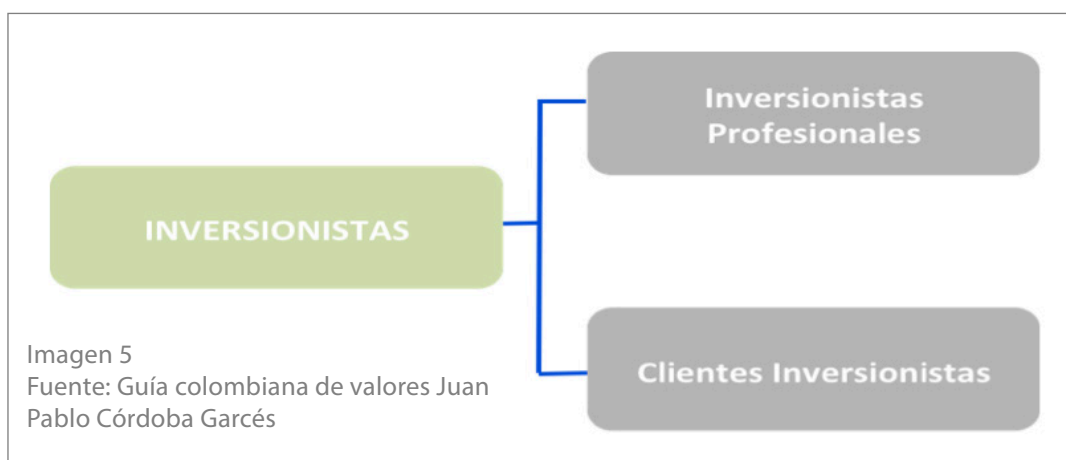 Inversionistas
Profesionales
INVERSIONISTAS
Clientes Inversionistas
Imagen 5
Fuente: Guía colombiana de valores Juan
Pablo Córdoba Garcés